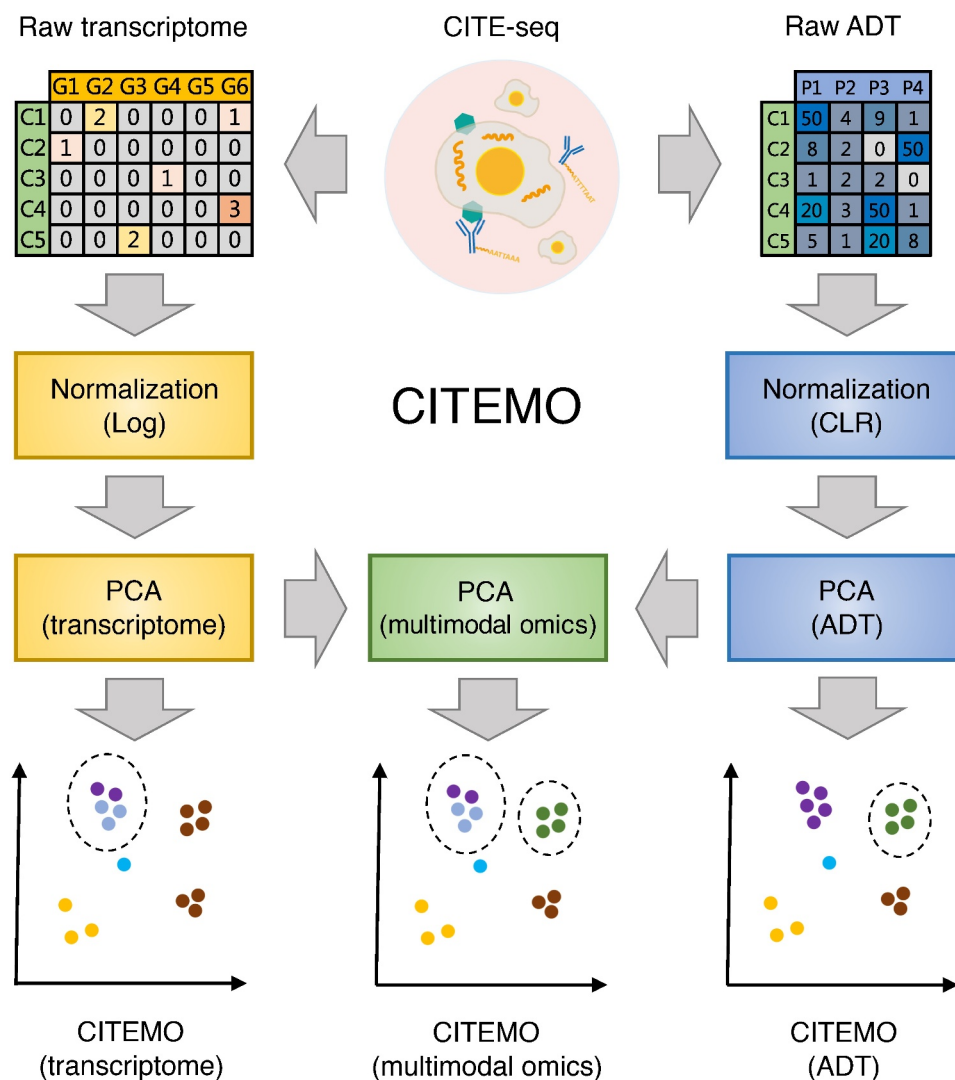 Raw transcriptome
CITE-seq
Raw ADT
G1 G2 G3 G4 G5 G6
C1 0 2 0 0 0 1
C2 1 0 0 0 0 0
C3 0 0 0 1 0 0
C4 0 0 0 0 0 3
C5 0 0 2 0 0 0
ATTTTAAT
AATTAAA
P1 P2 P3 P4
C1 50 4 9 1
C2 8 2 0 50
C3 1 2 2 0
C4 20 3 50 1
C5 5 1 20 8
Normalization
(Log)
CITEMO
Normalization
(CLR)
PCA
(transcriptome)
PCA
(multimodal omics)
PCA
(ADT)
CITEMO
(transcriptome)
CITEMO
(multimodal omics)
CITEMO
(ADT)